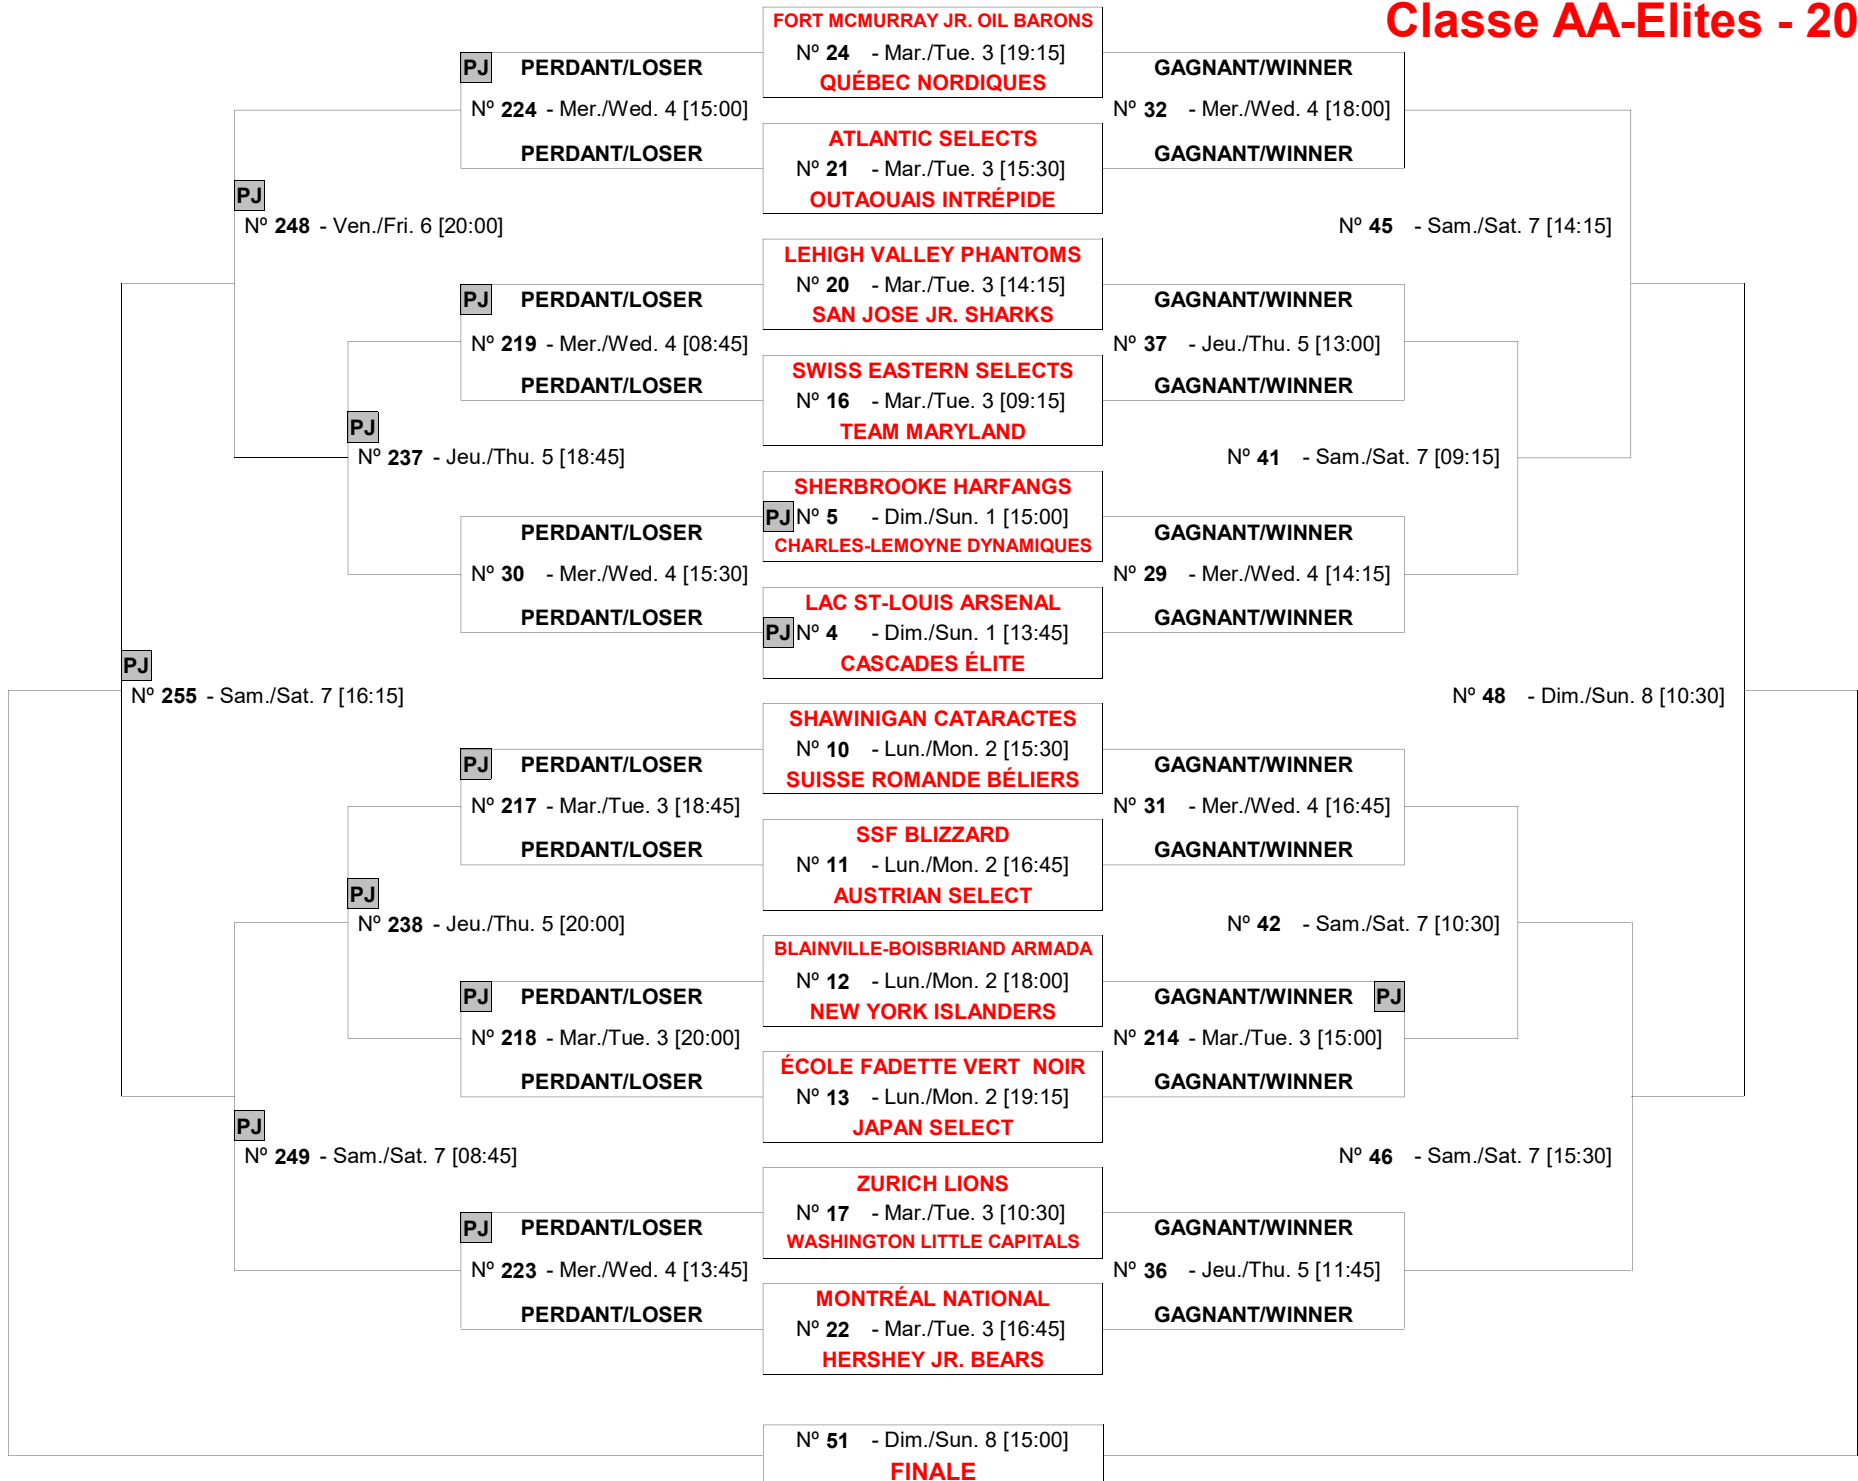 Classe AA-Elites - 20
FORT MCMURRAY JR. OIL BARONS
Nº 24 - Mar./Tue. 3 [19:15]
QUÉBEC NORDIQUES
PJ PERDANT/LOSER
GAGNANT/WINNER
Nº 224 - Mer./Wed. 4 [15:00]
Nº 32 - Mer./Wed. 4 [18:00]
PERDANT/LOSER
GAGNANT/WINNER
ATLANTIC SELECTS
Nº 21 - Mar./Tue. 3 [15:30]
OUTAOUAIS INTRÉPIDE
PJ
Nº 248 - Ven./Fri. 6 [20:00]
Nº 45 - Sam./Sat. 7 [14:15]
LEHIGH VALLEY PHANTOMS
Nº 20 - Mar./Tue. 3 [14:15]
SAN JOSE JR. SHARKS
PJ PERDANT/LOSER
GAGNANT/WINNER
Nº 219 - Mer./Wed. 4 [08:45]
Nº 37 - Jeu./Thu. 5 [13:00]
PERDANT/LOSER
GAGNANT/WINNER
SWISS EASTERN SELECTS
Nº 16 - Mar./Tue. 3 [09:15]
TEAM MARYLAND
PJ
Nº 237 - Jeu./Thu. 5 [18:45]
Nº 41 - Sam./Sat. 7 [09:15]
SHERBROOKE HARFANGS
PJ Nº 5 - Dim./Sun. 1 [15:00]
CHARLES-LEMOYNE DYNAMIQUES
PERDANT/LOSER
GAGNANT/WINNER
Nº 30 - Mer./Wed. 4 [15:30]
Nº 29 - Mer./Wed. 4 [14:15]
PERDANT/LOSER
GAGNANT/WINNER
LAC ST-LOUIS ARSENAL
PJ Nº 4 - Dim./Sun. 1 [13:45]
CASCADES ÉLITE
PJ
Nº 255 - Sam./Sat. 7 [16:15]
Nº 48 - Dim./Sun. 8 [10:30]
SHAWINIGAN CATARACTES
Nº 10 - Lun./Mon. 2 [15:30]
SUISSE ROMANDE BÉLIERS
PJ PERDANT/LOSER
GAGNANT/WINNER
Nº 217 - Mar./Tue. 3 [18:45]
Nº 31 - Mer./Wed. 4 [16:45]
PERDANT/LOSER
GAGNANT/WINNER
SSF BLIZZARD
Nº 11 - Lun./Mon. 2 [16:45]
AUSTRIAN SELECT
PJ
Nº 238 - Jeu./Thu. 5 [20:00]
Nº 42 - Sam./Sat. 7 [10:30]
BLAINVILLE-BOISBRIAND ARMADA
Nº 12 - Lun./Mon. 2 [18:00]
NEW YORK ISLANDERS
PJ PERDANT/LOSER
GAGNANT/WINNER PJ
Nº 218 - Mar./Tue. 3 [20:00]
Nº 214 - Mar./Tue. 3 [15:00]
PERDANT/LOSER
GAGNANT/WINNER
ÉCOLE FADETTE VERT NOIR
Nº 13 - Lun./Mon. 2 [19:15]
JAPAN SELECT
PJ
Nº 249 - Sam./Sat. 7 [08:45]
Nº 46 - Sam./Sat. 7 [15:30]
ZURICH LIONS
Nº 17 - Mar./Tue. 3 [10:30]
WASHINGTON LITTLE CAPITALS
PJ PERDANT/LOSER
GAGNANT/WINNER
Nº 223 - Mer./Wed. 4 [13:45]
Nº 36 - Jeu./Thu. 5 [11:45]
PERDANT/LOSER
GAGNANT/WINNER
MONTRÉAL NATIONAL
Nº 22 - Mar./Tue. 3 [16:45]
HERSHEY JR. BEARS
Nº 51 - Dim./Sun. 8 [15:00]
FINALE